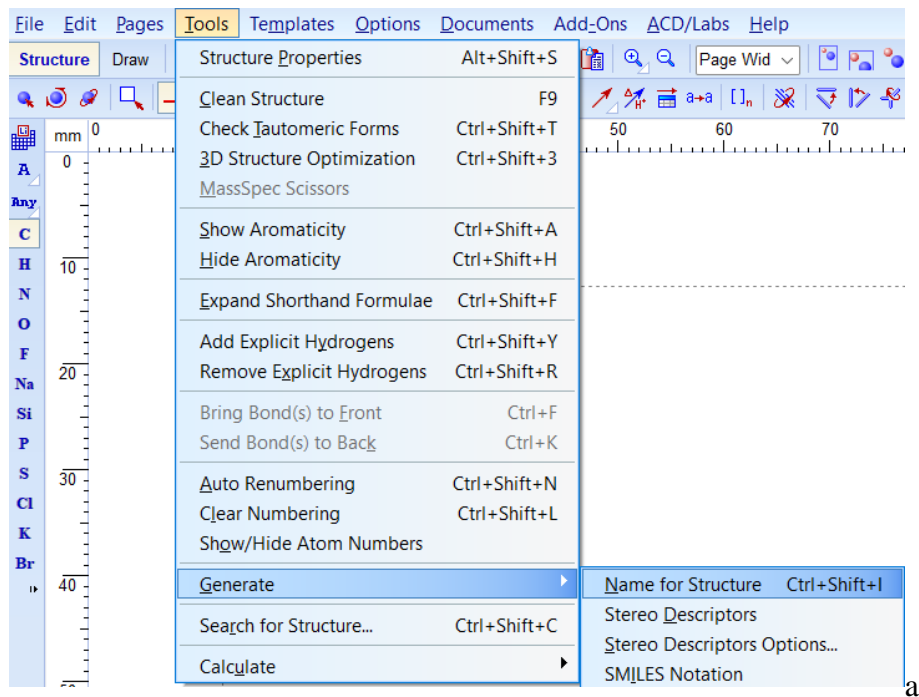 File Edit Pages Tools Templates Options Documents Add-Ons ACD/Labs Help
Structure Draw Page Wid
a→a []n
mm 0 50 60 70
Structure Properties Alt+Shift+S
Clean Structure F9
Check Tautomeric Forms Ctrl+Shift+T
3D Structure Optimization Ctrl+Shift+3
MassSpec Scissors
Show Aromaticity Ctrl+Shift+A
Hide Aromaticity Ctrl+Shift+H
Expand Shorthand Formulae Ctrl+Shift+F
Add Explicit Hydrogens Ctrl+Shift+Y
Remove Explicit Hydrogens Ctrl+Shift+R
Bring Bond(s) to Front Ctrl+F
Send Bond(s) to Back Ctrl+K
Auto Renumbering Ctrl+Shift+N
Clear Numbering Ctrl+Shift+L
Show/Hide Atom Numbers
Generate
Search for Structure... Ctrl+Shift+C
Calculate
Name for Structure Ctrl+Shift+I
Stereo Descriptors
Stereo Descriptors Options...
SMILES Notation
A
Any
C
H
N
O
F
Na
Si
P
S
Cl
K
Br
0
10
20
30
40
a